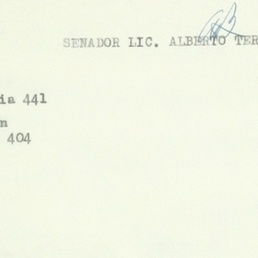 SENADOR LIC. ALBERTO TER
ia 441
n
404